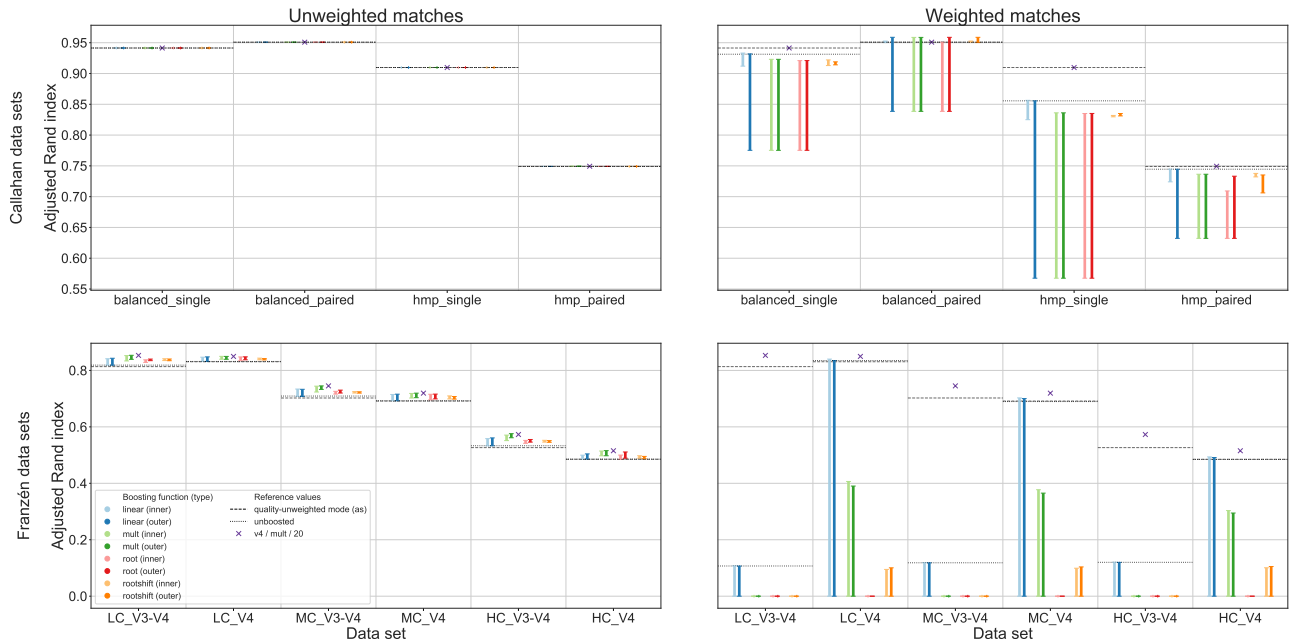 Unweighted matches
Weighted matches
Callahan data sets
Adjusted Rand index
0.95
0.90
0.85
0.80
0.75
0.70
0.65
0.60
0.55
balanced_single
balanced_paired
hmp_single
hmp_paired
balanced_single
balanced_paired
hmp_single
hmp_paired
Franzén data sets
Adjusted Rand index
0.8
0.6
0.4
0.2
0.0
Boosting function (type)
linear (inner)
linear (outer)
mult (inner)
mult (outer)
root (inner)
root (outer)
rootshift (inner)
rootshift (outer)
Reference values
quality-unweighted mode (as)
unboosted
v4 / mult / 20
LC_V3-V4
LC_V4
MC_V3-V4
MC_V4
HC_V3-V4
HC_V4
Data set
LC_V3-V4
LC_V4
MC_V3-V4
MC_V4
HC_V3-V4
HC_V4
Data set